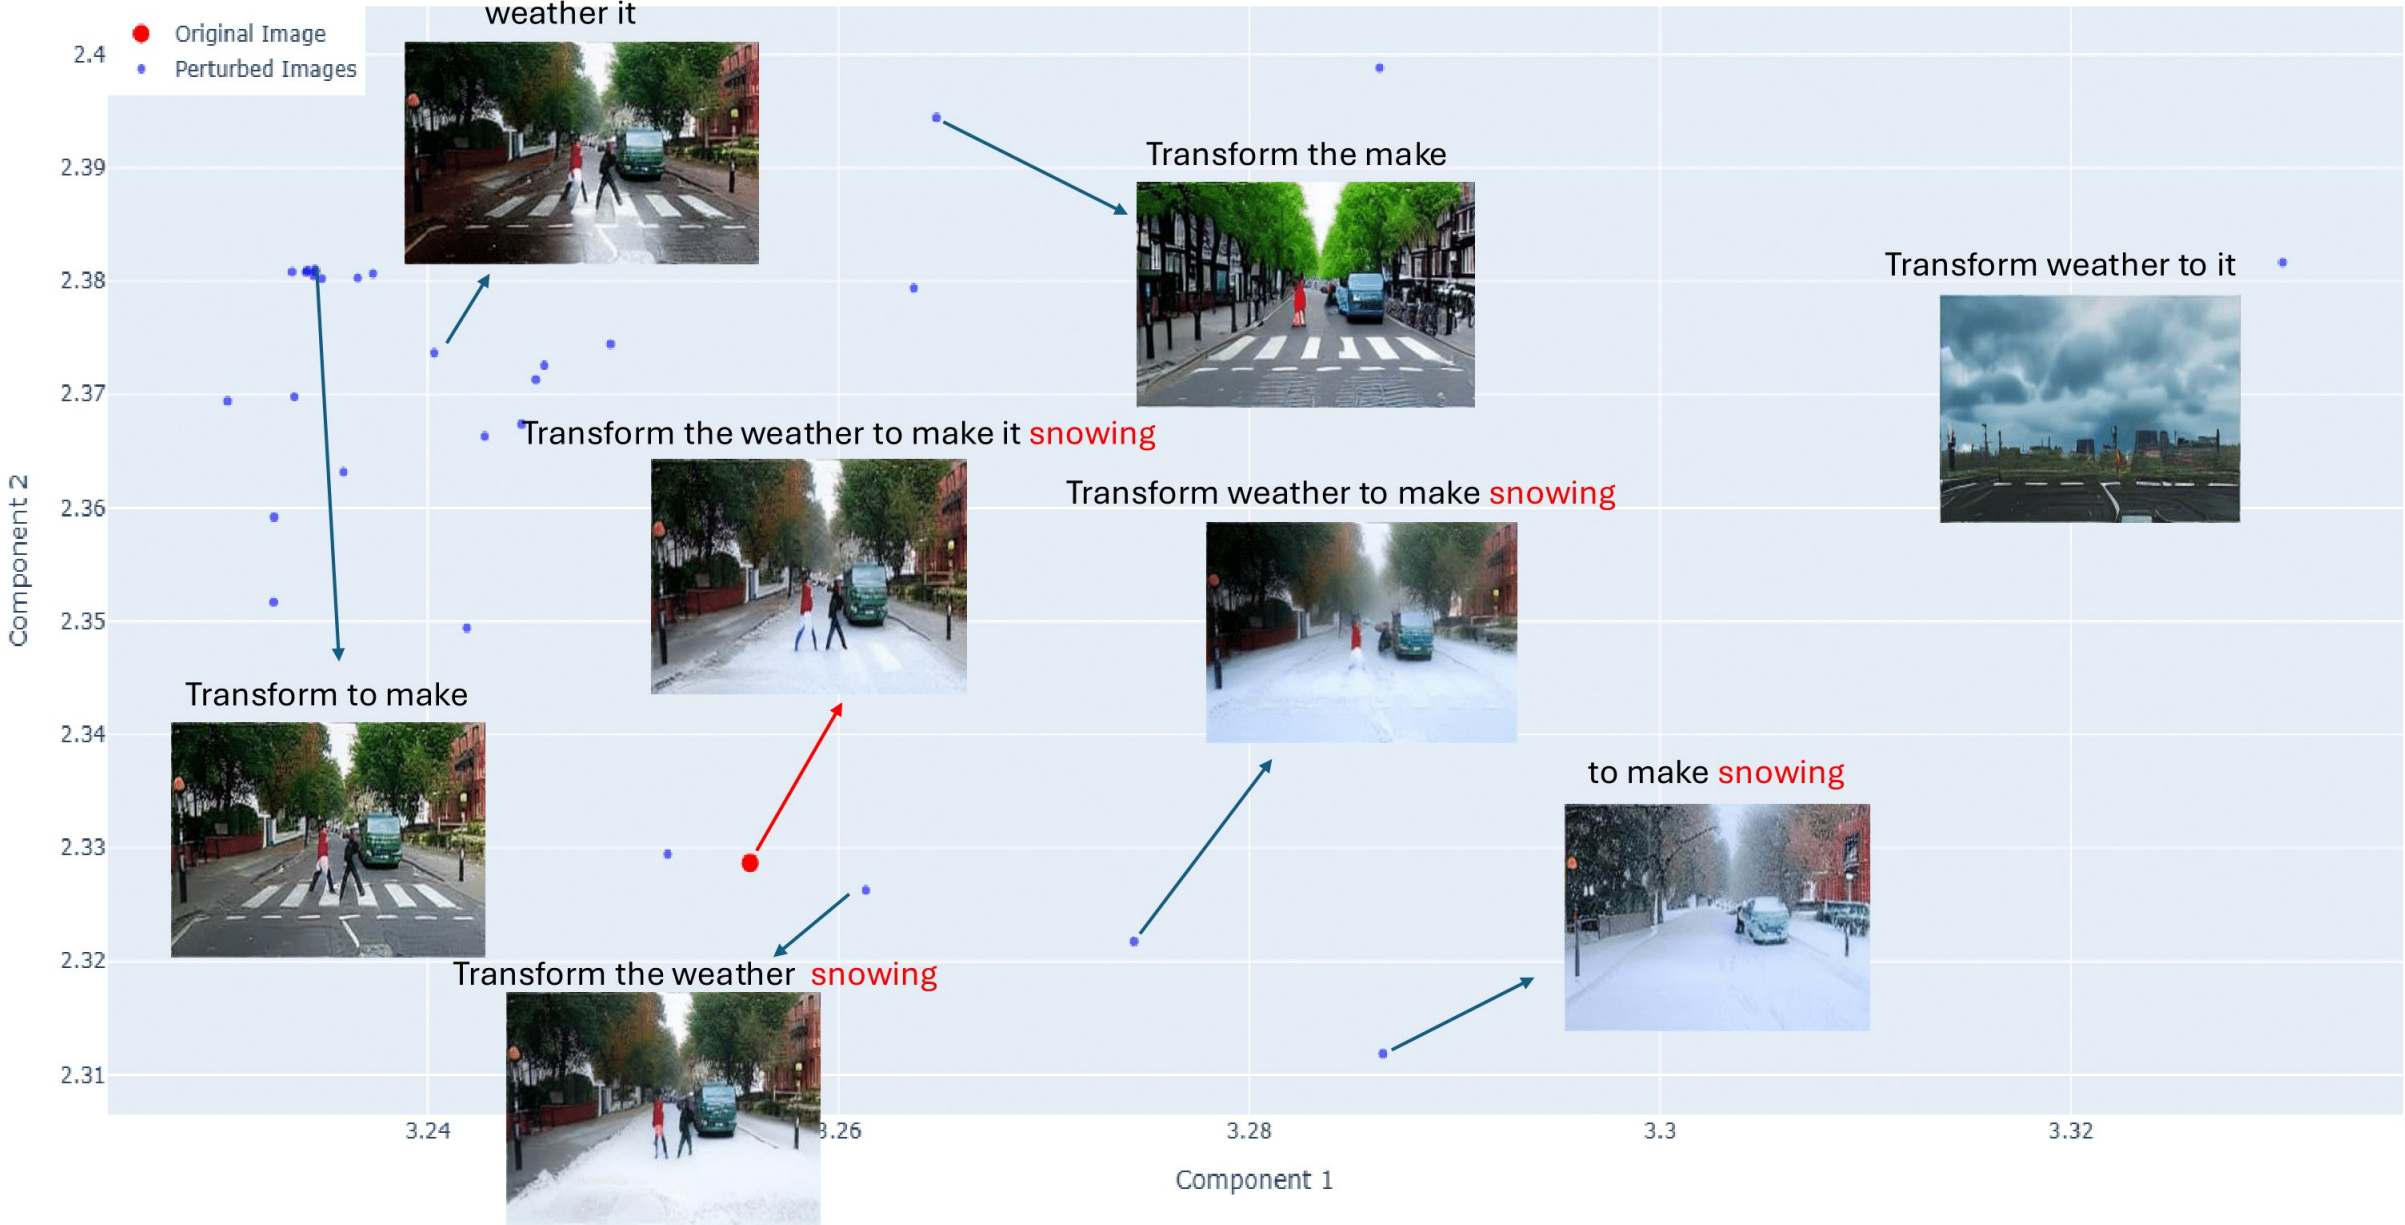 weather it
Original Image
Perturbed Images
2.4
2.39
2.38
2.37
2.36
2.35
2.34
2.33
2.32
2.31
Component 2
Transform the make
Transform weather to it
Transform the weather to make it snowing
Transform weather to make snowing
Transform to make
to make snowing
Transform the weather snowing
3.24
3.26
3.28
3.3
3.32
Component 1